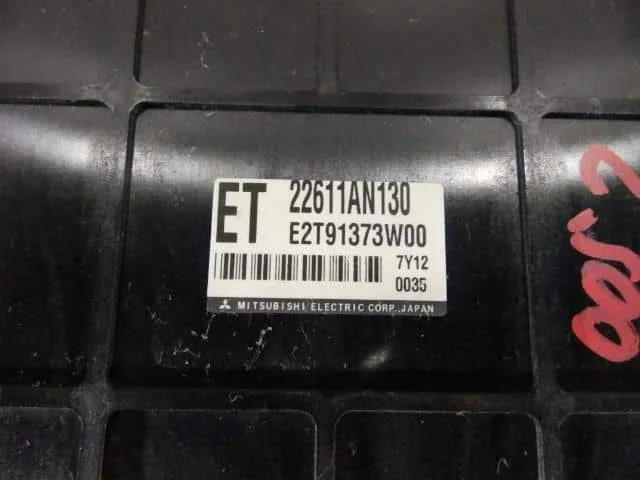 ET 22611AN130
E2T91373W00
7Y12
0035
MITSUBISHI ELECTRIC CORP., JAPAN